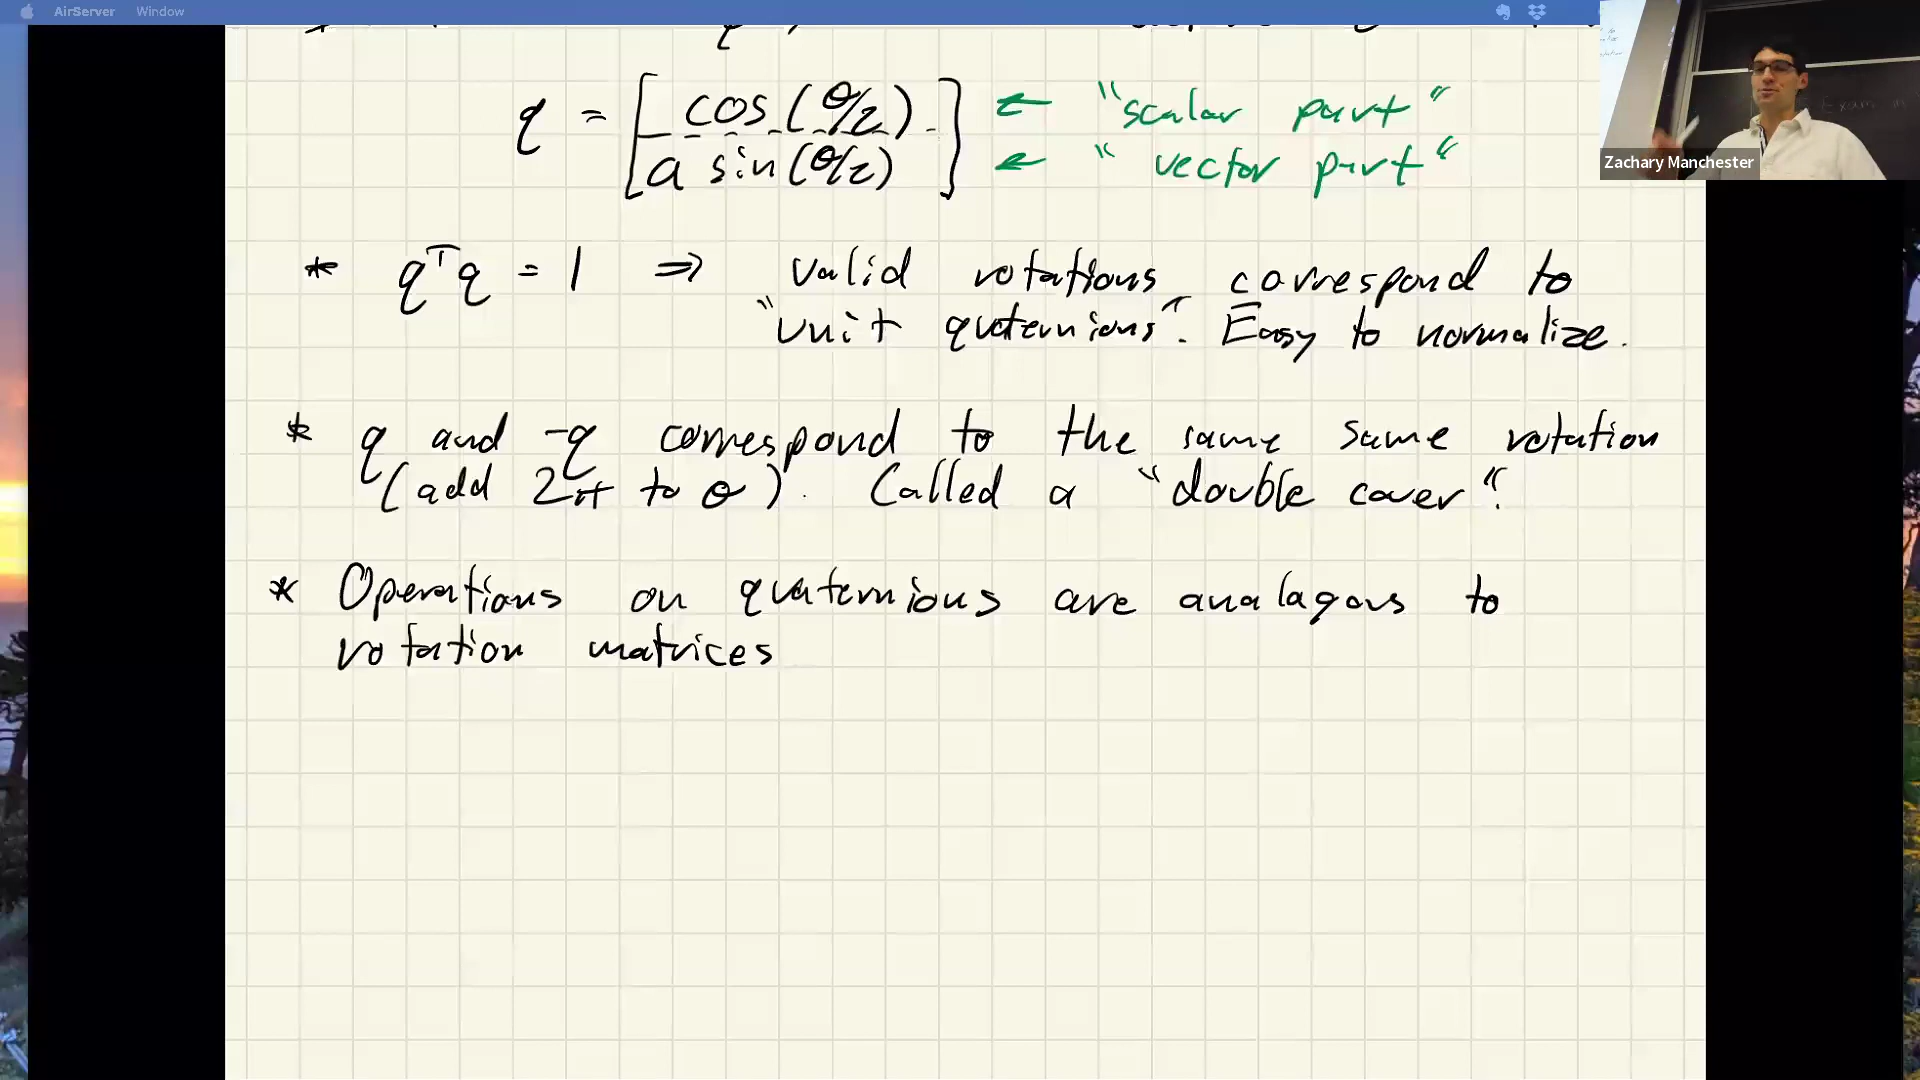 AirServer Window
q = [cos(θ/2) ← "scalar part"
a sin(θ/2)] ← "vector part"
* qᵀq = 1 ⇒ valid rotations correspond to
"unit quternions". Easy to normalize.
* q and -q correspond to the same same rotation
(add 2π to θ). Called a "double cover".
* Operations on quaternions are analagous to
rotation matrices
Zachary Manchester